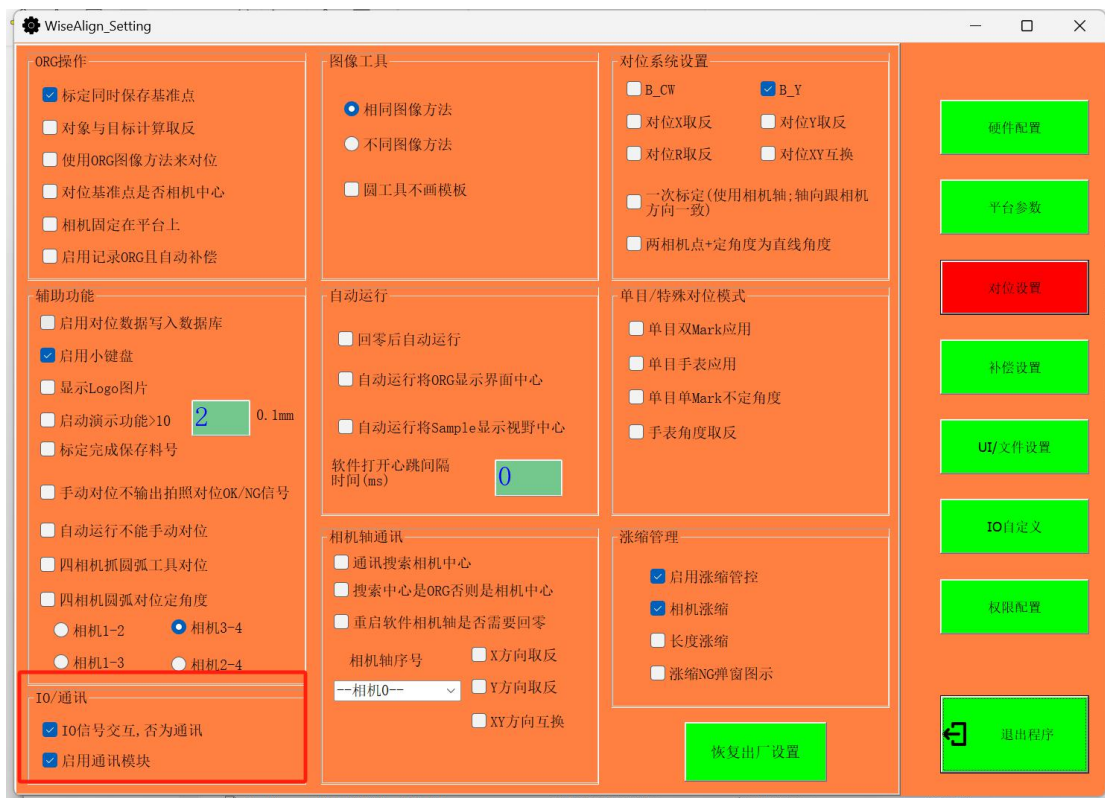 WiseAlign_Setting
ORG操作
标定同时保存基准点
对象与目标计算取反
使用ORG图像方法来对位
对位基准点是否相机中心
相机固定在平台上
启用记录ORG且自动补偿
图像工具
相同图像方法
不同图像方法
圆工具不画模板
对位系统设置
B_CW
B_Y
对位X取反
对位Y取反
对位R取反
对位XY互换
一次标定(使用相机轴;轴向跟相机
方向一致)
两相机点+定角度为直线角度
辅助功能
启用对位数据写入数据库
启用小键盘
显示Logo图片
启动演示功能>10
2
0.1mm
标定完成保存料号
手动对位不输出拍照对位OK/NG信号
自动运行不能手动对位
四相机抓圆弧工具对位
四相机圆弧对位定角度
相机1-2
相机3-4
相机1-3
相机2-4
IO/通讯
IO信号交互,否为通讯
启用通讯模块
自动运行
回零后自动运行
自动运行将ORG显示界面中心
自动运行将Sample显示视野中心
软件打开心跳间隔
时间(ms)
0
相机轴通讯
通讯搜索相机中心
搜索中心是ORG否则是相机中心
重启软件相机轴是否需要回零
相机轴序号
--相机0--
X方向取反
Y方向取反
XY方向互换
单目/特殊对位模式
单目双Mark应用
单目手表应用
单目单Mark不定角度
手表角度取反
涨缩管理
启用涨缩管控
相机涨缩
长度涨缩
涨缩NG弹窗图示
恢复出厂设置
硬件配置
平台参数
对位设置
补偿设置
UI/文件设置
IO自定义
权限配置
退出程序